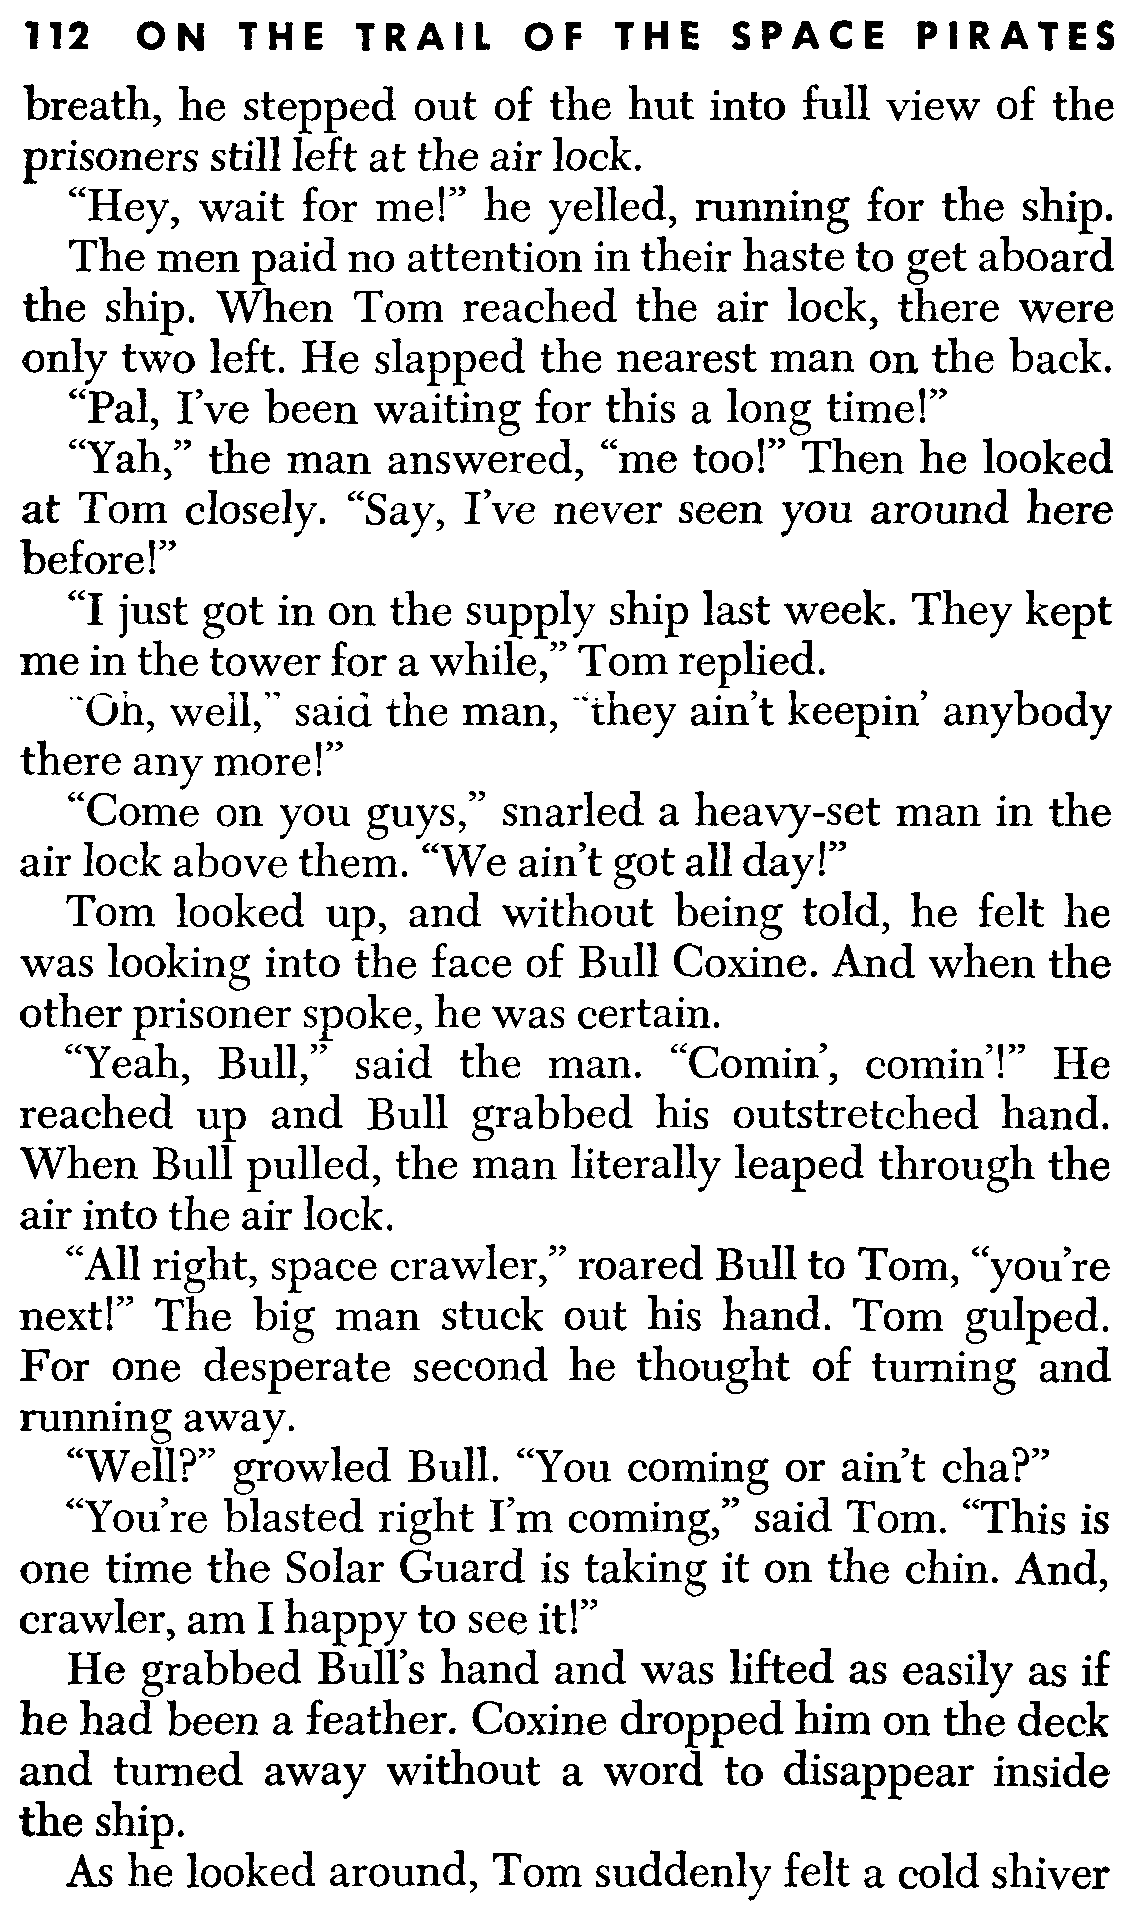 112 ON THE TRAIL OF THE SPACE PIRATES
breath, he stepped out of the hut into full view of the
prisoners still left at the air lock.
“Hey, wait for me!” he yelled, running for the ship.
The men paid no attention in their haste to get aboard
the ship. When Tom reached the air lock, there were
only two left. He slapped the nearest man on the back.
“Pal, I’ve been waiting for this a long time!”
“Yah,” the man answered, “me too!” Then he looked
at Tom closely. “Say, I’ve never seen you around here
before!”
“I just got in on the supply ship last week. They kept
me in the tower for a while,” Tom replied.
“Oh, well,” said the man, “they ain’t keepin’ anybody
there any more!”
“Come on you guys,” snarled a heavy-set man in the
air lock above them. “We ain’t got all day!”
Tom looked up, and without being told, he felt he
was looking into the face of Bull Coxine. And when the
other prisoner spoke, he was certain.
“Yeah, Bull,” said the man. “Comin’, comin’!” He
reached up and Bull grabbed his outstretched hand.
When Bull pulled, the man literally leaped through the
air into the air lock.
“All right, space crawler,” roared Bull to Tom, “you’re
next!” The big man stuck out his hand. Tom gulped.
For one desperate second he thought of turning and
running away.
“Well?” growled Bull. “You coming or ain’t cha?”
“You’re blasted right I’m coming,” said Tom. “This is
one time the Solar Guard is taking it on the chin. And,
crawler, am I happy to see it!”
He grabbed Bull’s hand and was lifted as easily as if
he had been a feather. Coxine dropped him on the deck
and turned away without a word to disappear inside
the ship.
As he looked around, Tom suddenly felt a cold shiver